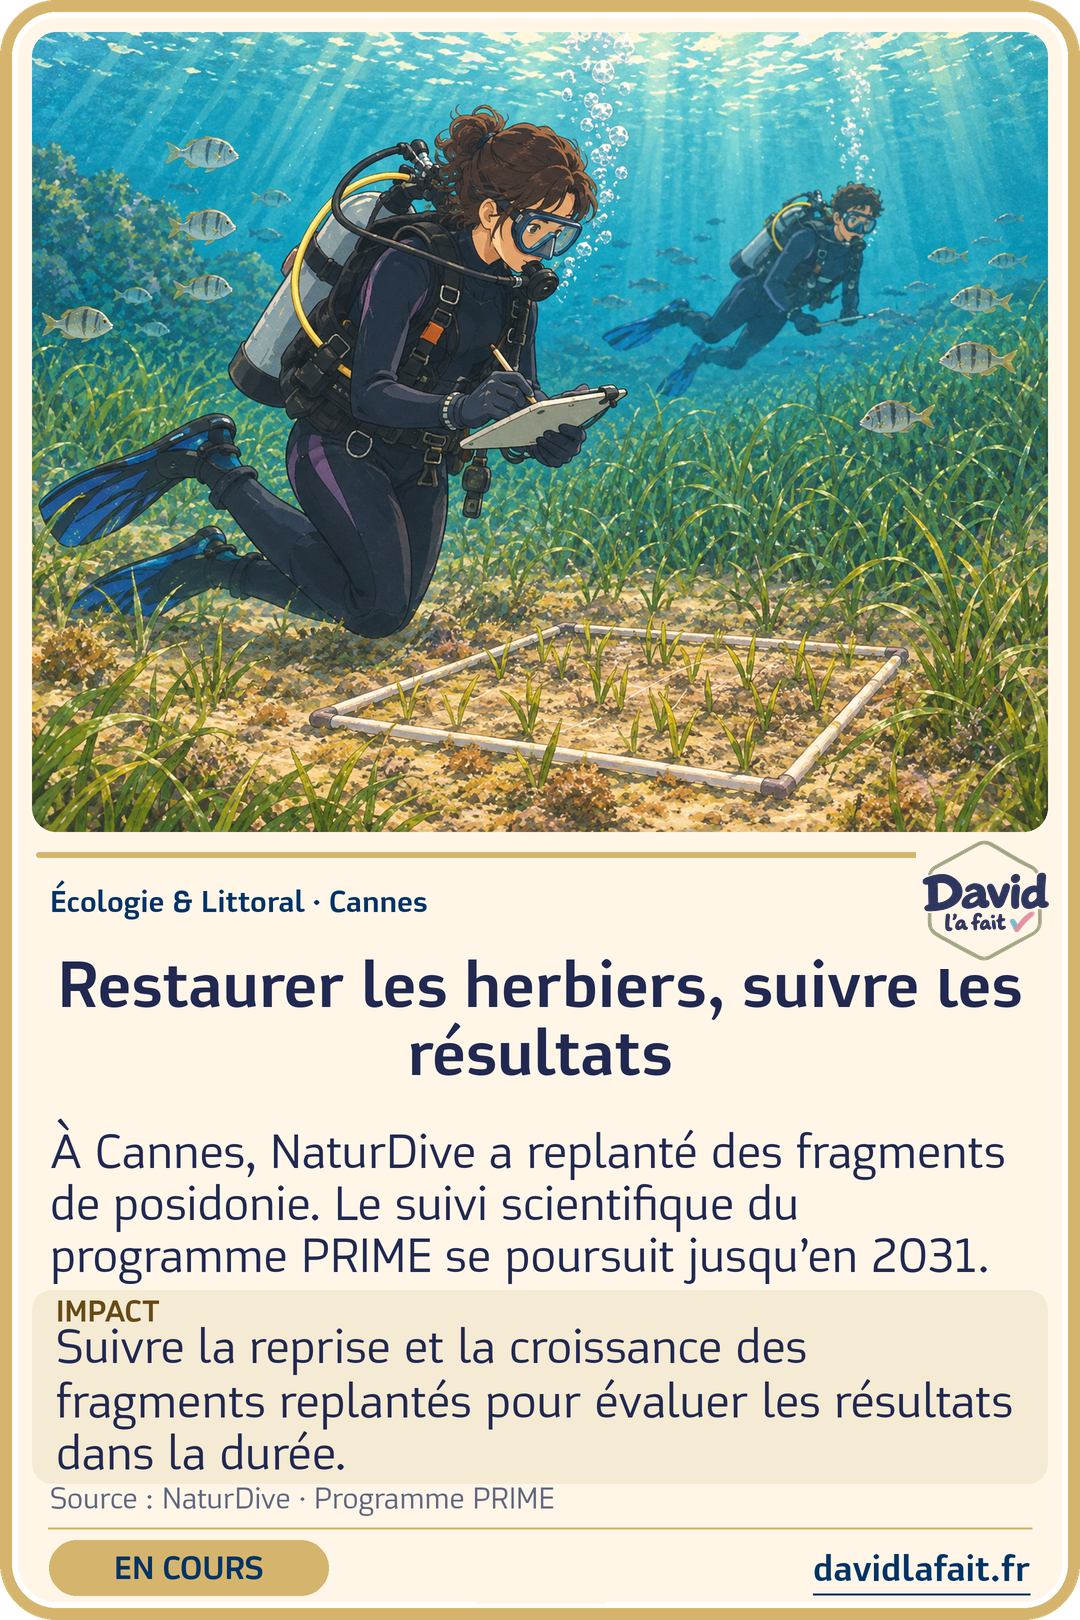 Écologie & Littoral · Cannes
David
l'a fait
Restaurer les herbiers, suivre les
résultats
À Cannes, NaturDive a replanté des fragments
de posidonie. Le suivi scientifique du
programme PRIME se poursuit jusqu’en 2031.
IMPACT
Suivre la reprise et la croissance des
fragments replantés pour évaluer les résultats
dans la durée.
Source : NaturDive · Programme PRIME
EN COURS
davidlafait.fr